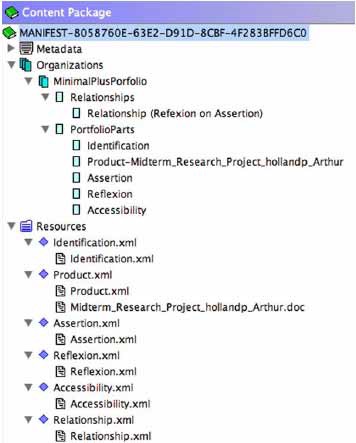 Content Package
MANIFEST-8058760E-63E2-D91D-8CBF-4F283BFFD6C0
Metadata
Organizations
MinimalPlusPorfolio
Relationships
Relationship (Refexion on Assertion)
PortfolioParts
Identification
Product-Midterm_Research_Project_hollandp_Arthur
Assertion
Reflexion
Accessibility
Resources
Identification.xml
Identification.xml
Product.xml
Product.xml
Midterm_Research_Project_hollandp_Arthur.doc
Assertion.xml
Assertion.xml
Reflexion.xml
Reflexion.xml
Accessibility.xml
Accessibility.xml
Relationship.xml
Relationship.xml